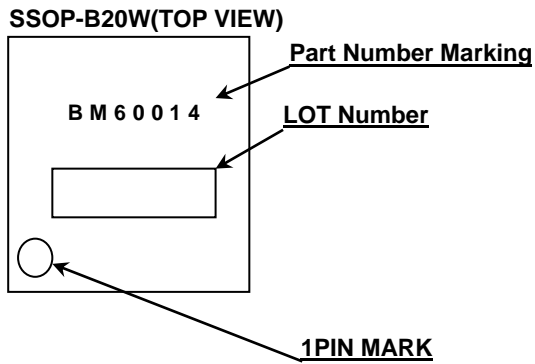 SSOP-B20W(TOP VIEW)
Part Number Marking
B M 6 0 0 1 4
LOT Number
1PIN MARK